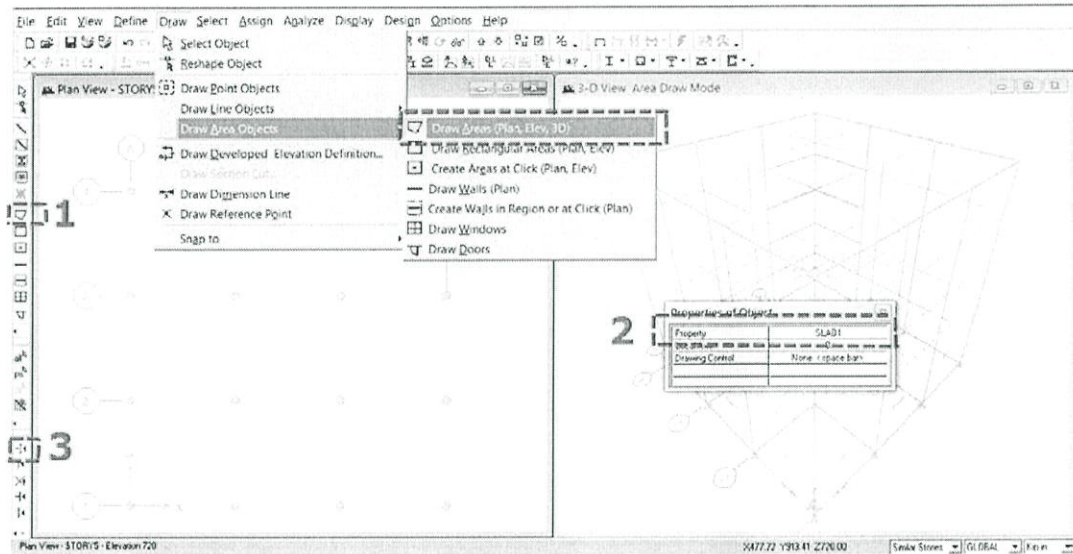 File Edit View Define Draw Select Assign Analyze Display Design Options Help
Select Object
Reshape Object
Plan View - STORY5
3-D View Area Draw Mode
Draw Point Objects
Draw Line Objects
Draw Area Objects
Draw Areas (Plan, Elev, 3D)
Draw Rectangular Areas (Plan, Elev)
Draw Developed Elevation Definition...
Create Areas at Click (Plan, Elev)
Draw Section Cut...
Draw Walls (Plan)
Draw Dimension Line
Create Walls in Region or at Click (Plan)
Draw Reference Point
Draw Windows
Snap to
Draw Doors
1
2
3
Properties of Object
Property SLAB1
Drawing Control None <space bar>
Plan View - STORY5 - Elevation 720
X477.72 Y913.41 Z720.00
Similar Stories GLOBAL Kip-in